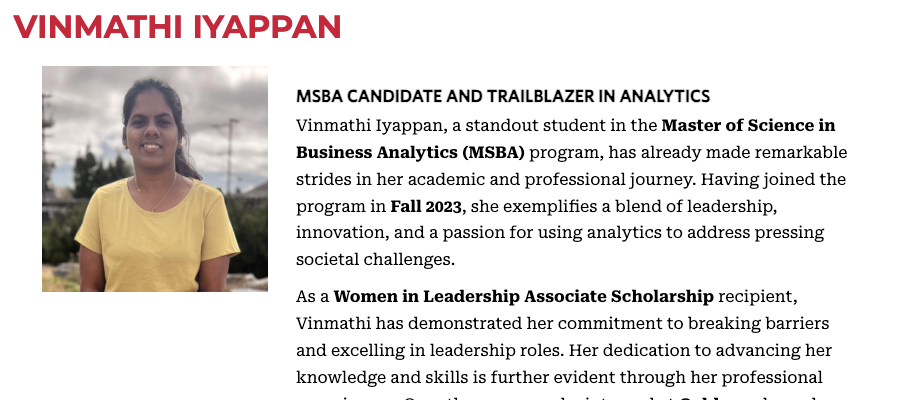 VINMATHI IYAPPAN
MSBA CANDIDATE AND TRAILBLAZER IN ANALYTICS
Vinmathi Iyappan, a standout student in the Master of Science in
Business Analytics (MSBA) program, has already made remarkable
strides in her academic and professional journey. Having joined the
program in Fall 2023, she exemplifies a blend of leadership,
innovation, and a passion for using analytics to address pressing
societal challenges.
As a Women in Leadership Associate Scholarship recipient,
Vinmathi has demonstrated her commitment to breaking barriers
and excelling in leadership roles. Her dedication to advancing her
knowledge and skills is further evident through her professional